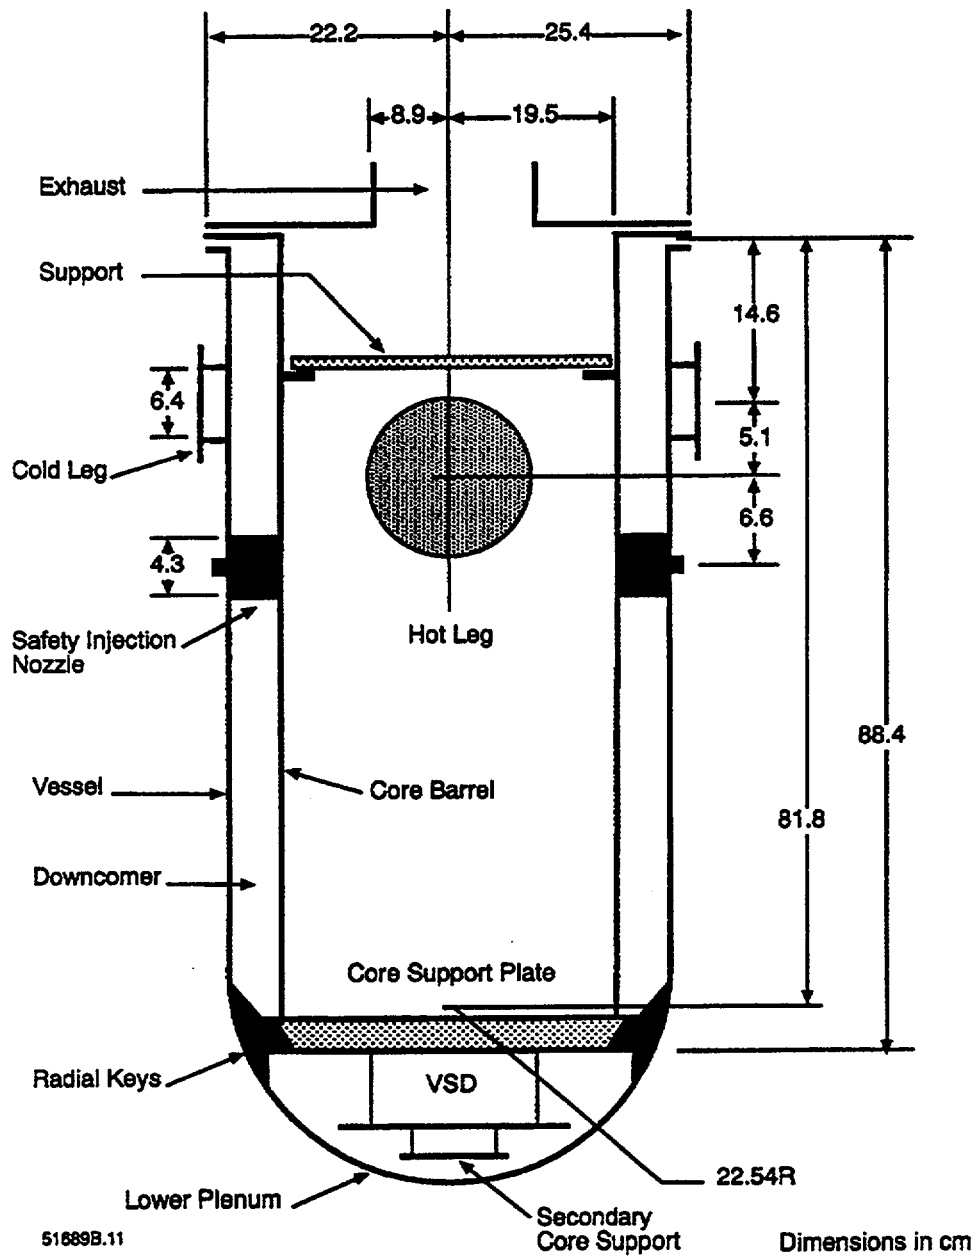 22.2
25.4
8.9
19.5
Exhaust
Support
14.6
6.4
5.1
Cold Leg
6.6
4.3
Safety Injection
Nozzle
Hot Leg
88.4
Vessel
Core Barrel
81.8
Downcomer
Core Support Plate
Radial Keys
VSD
22.54R
Lower Plenum
Secondary
Core Support
51689B.11
Dimensions in cm